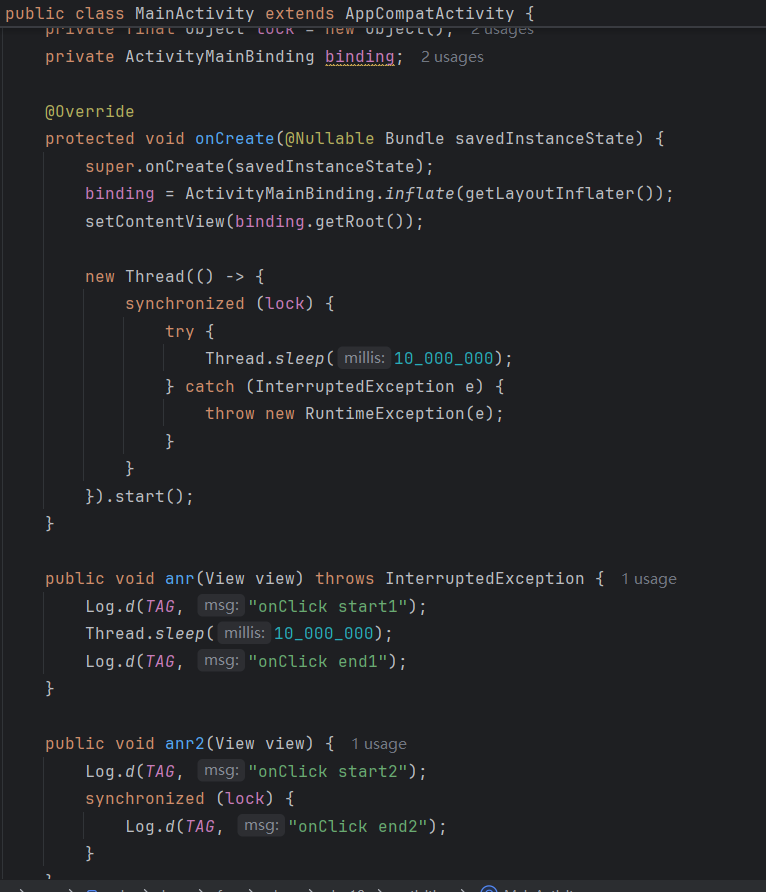 public class MainActivity extends AppCompatActivity {
private final Object lock = new Object(); 2 usages
private ActivityMainBinding binding; 2 usages
@Override
protected void onCreate(@Nullable Bundle savedInstanceState) {
super.onCreate(savedInstanceState);
binding = ActivityMainBinding.inflate(getLayoutInflater());
setContentView(binding.getRoot());
new Thread(() -> {
synchronized (lock) {
try {
Thread.sleep( millis: 10_000_000);
} catch (InterruptedException e) {
throw new RuntimeException(e);
}
}
}).start();
}
public void anr(View view) throws InterruptedException { 1 usage
Log.d(TAG, msg: "onClick start1");
Thread.sleep( millis: 10_000_000);
Log.d(TAG, msg: "onClick end1");
}
public void anr2(View view) { 1 usage
Log.d(TAG, msg: "onClick start2");
synchronized (lock) {
Log.d(TAG, msg: "onClick end2");
}
}